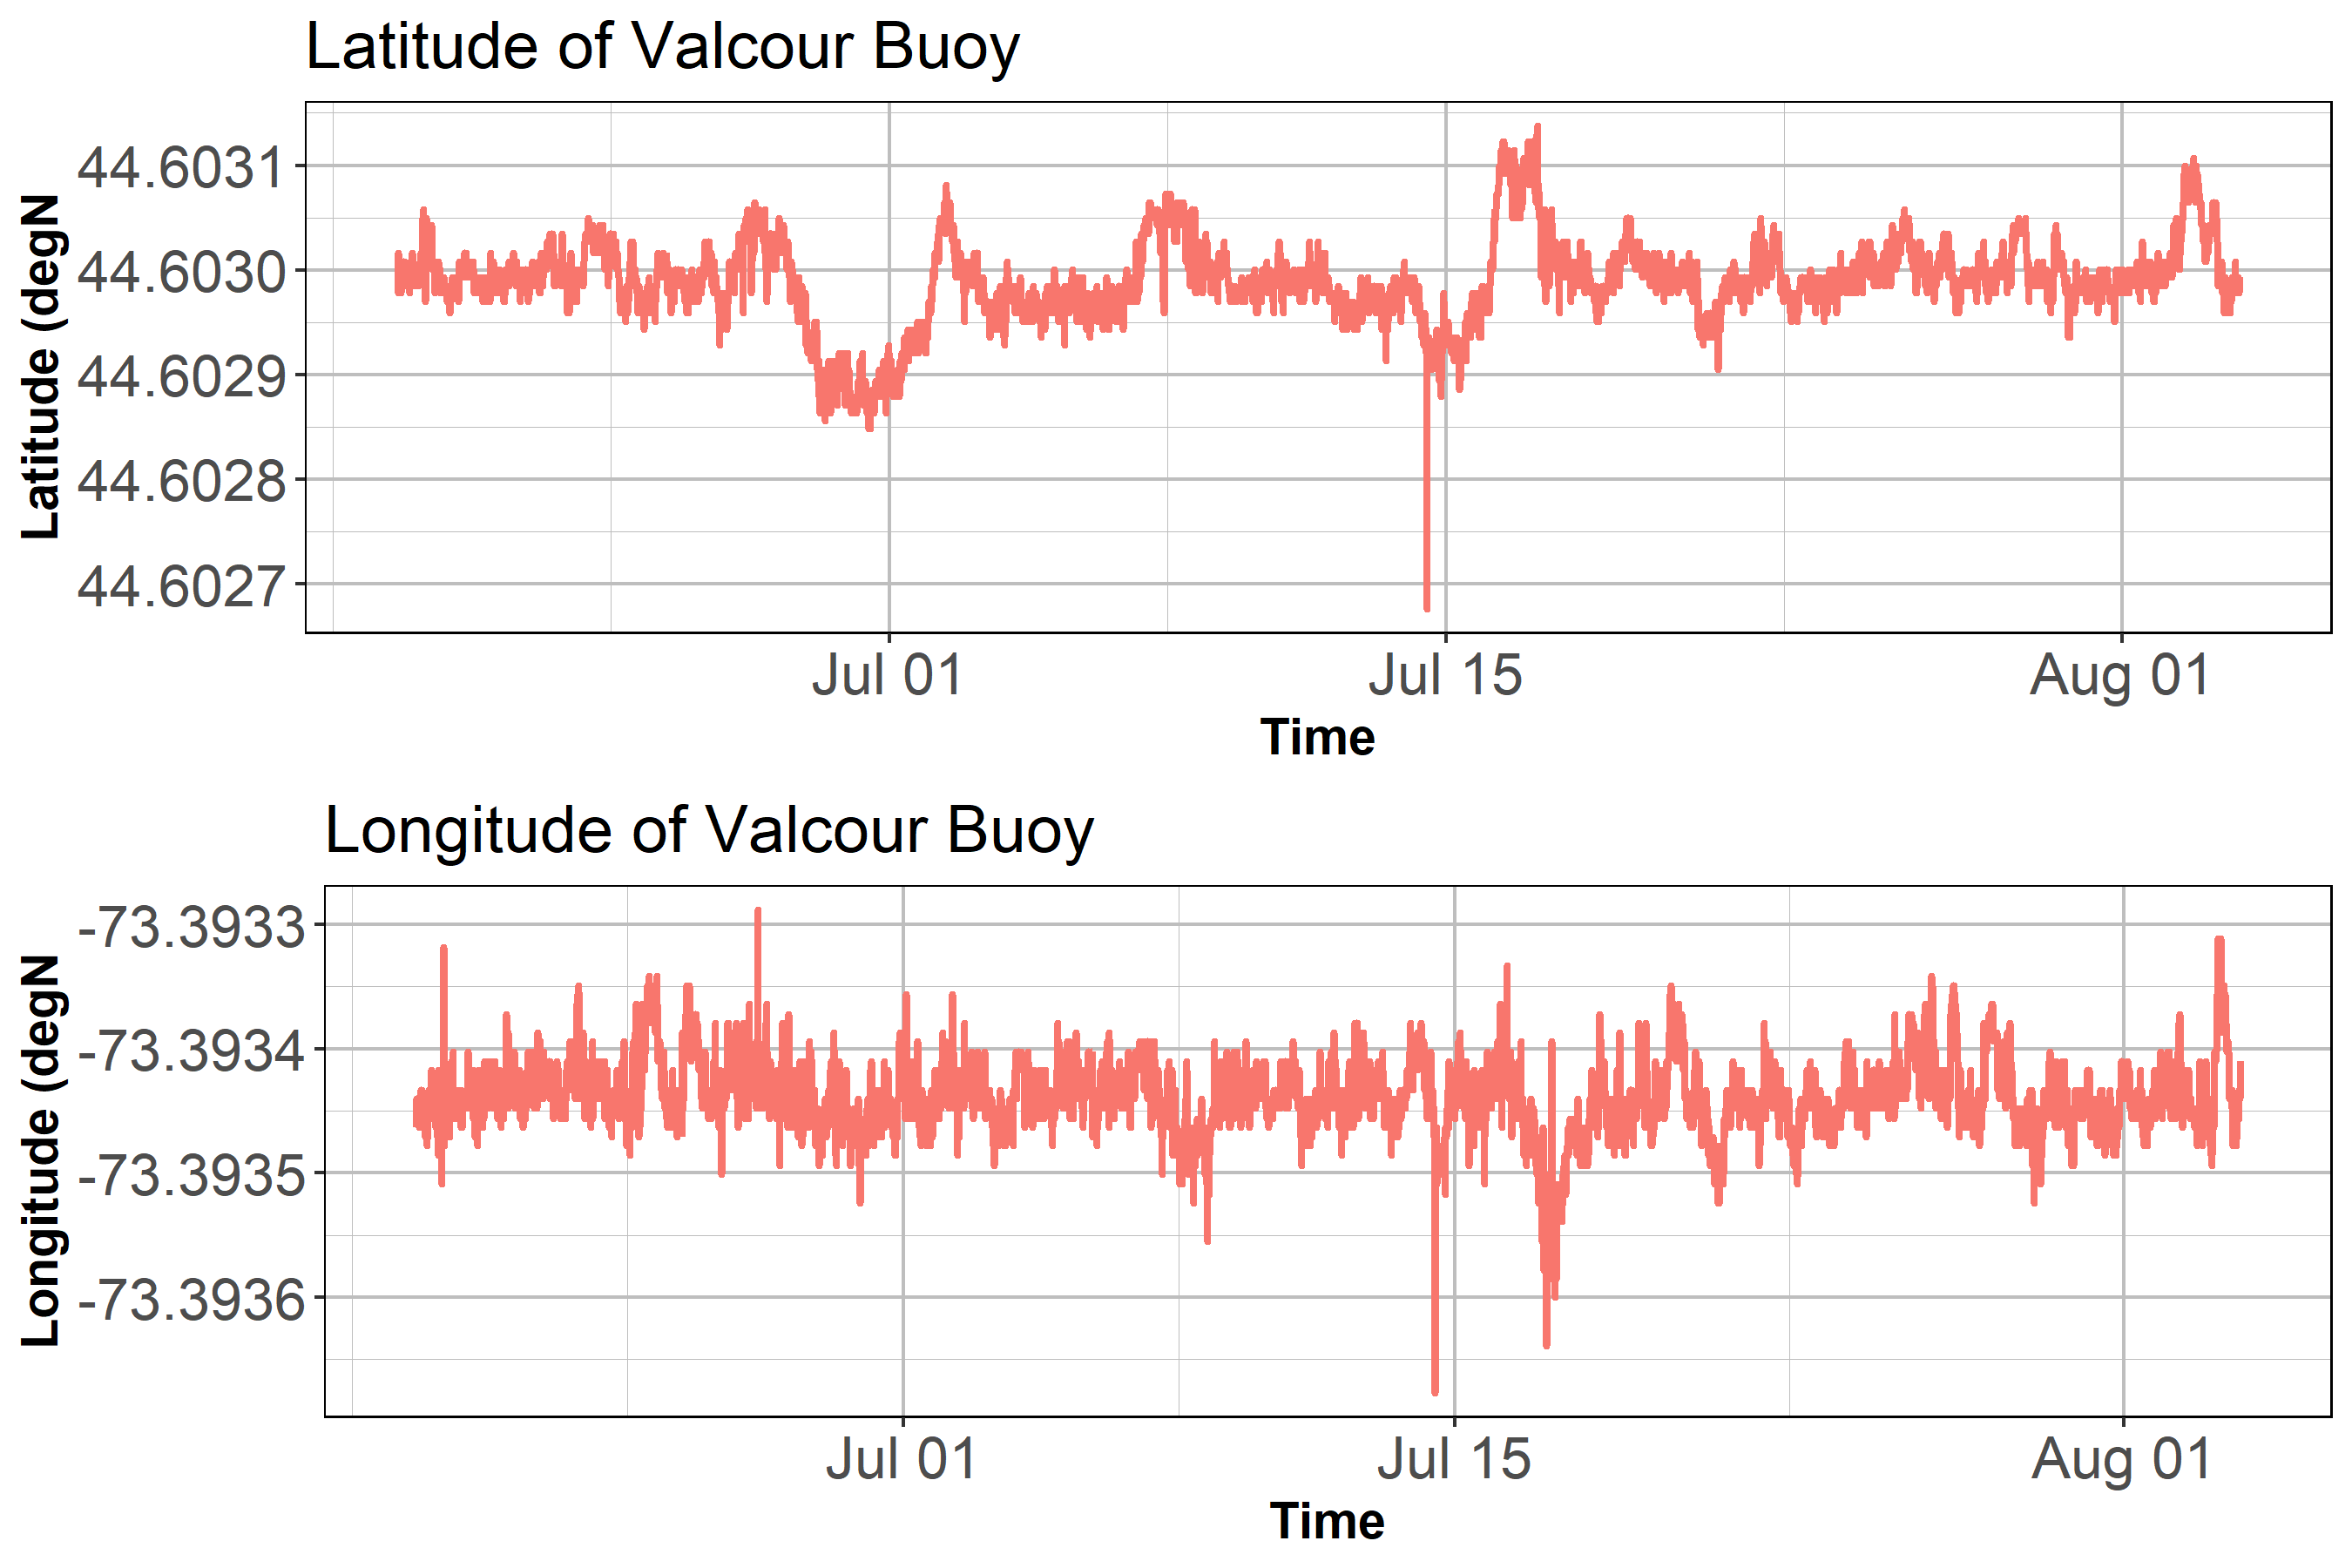 Latitude of Valcour Buoy
Latitude (degN
44.6031
44.6030
44.6029
44.6028
44.6027
Jul 01 Jul 15 Aug 01
Time
Longitude of Valcour Buoy
Longitude (degN
-73.3933
-73.3934
-73.3935
-73.3936
Jul 01 Jul 15 Aug 01
Time